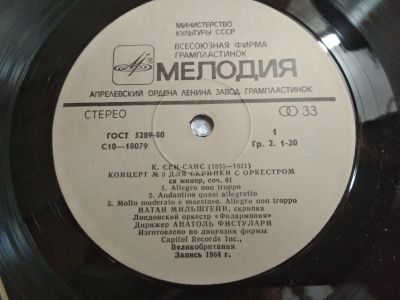 МИНИСТЕРСТВО
КУЛЬТУРЫ СССР
ВСЕСОЮЗНАЯ ФИРМА
ГРАМПЛАСТИНОК
МЕЛОДИЯ
АПРЕЛЕВСКИЙ ОРДЕНА ЛЕНИНА ЗАВОД ГРАМПЛАСТИНОК
СТЕРЕО 33
ГОСТ 5289-80 1
С10—18079 Гр. 2. 1-20
К. СЕН-САНС (1835—1921)
КОНЦЕРТ № 3 ДЛЯ СКРИПКИ С ОРКЕСТРОМ
си минор, соч. 61
1. Allegro non troppo
2. Andantino quasi allegretto
3. Molto moderato e maestoso. Allegro non troppo
НАТАН МИЛЬШТЕЙН, скрипка
Лондонский оркестр «Филармония»
Дирижер АНАТОЛЬ ФИСТУЛАРИ
Изготовлено по лицензии фирмы
Capitol Records Inc.,
Великобритания
Запись 1964 г.